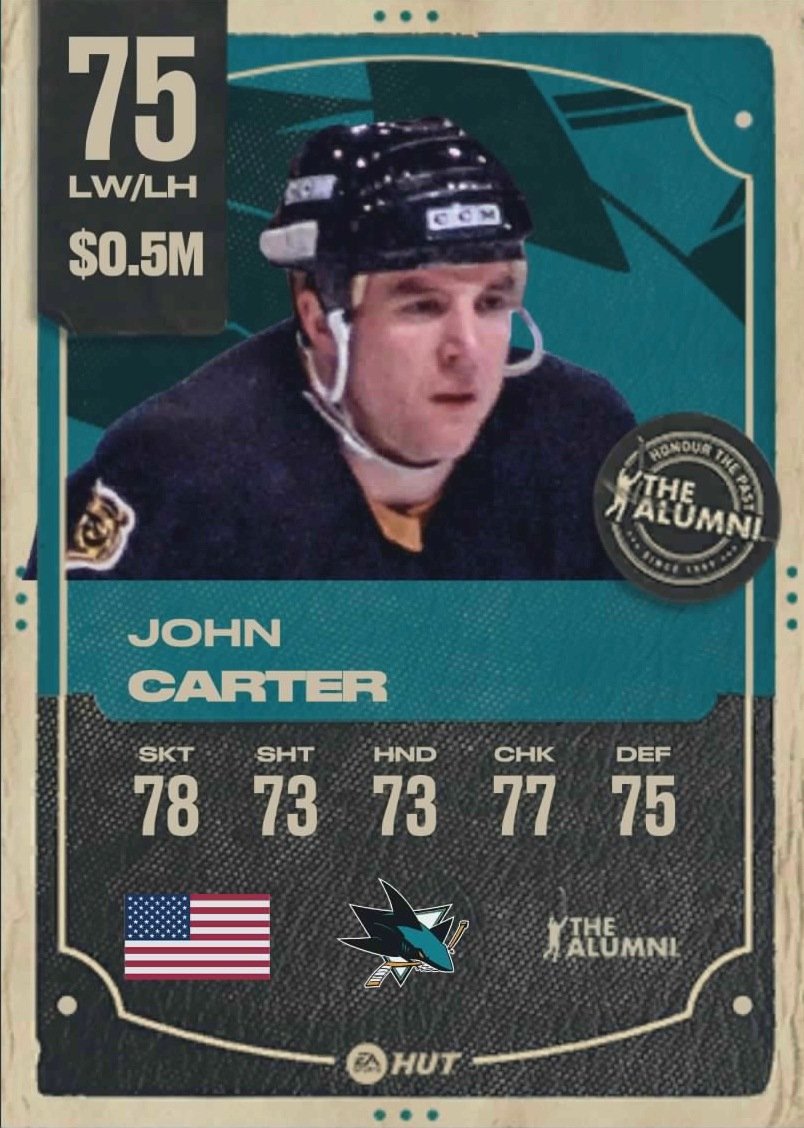 75
LW/LH
$0.5M
CCM
HONOUR THE PAST
THE
ALUMNI
JOHN
CARTER
SKT SHT HND CHK DEF
78 73 73 77 75
THE
ALUMNI
EA
HUT